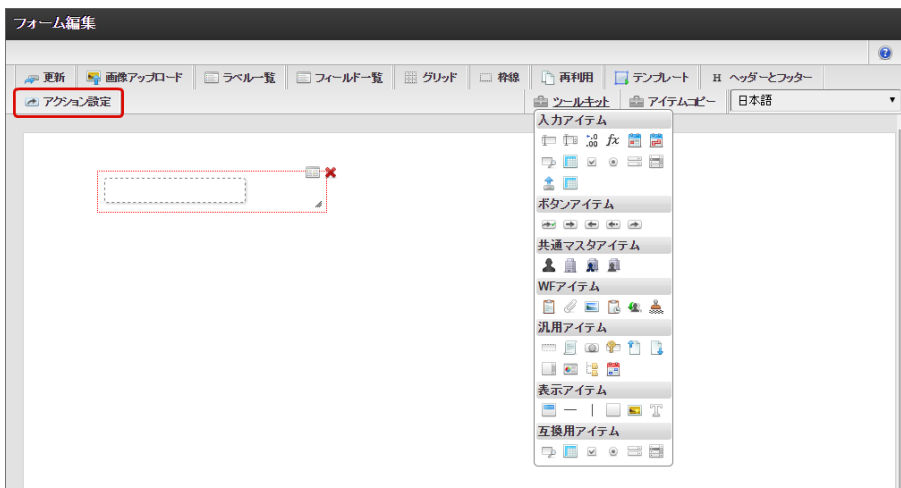 フォーム編集
更新 画像アップロード ラベル一覧 フィールド一覧 グリッド 枠線 再利用 テンプレート H ヘッダーとフッター
アクション設定 ツールキット アイテムコピー 日本語
入力アイテム
ボタンアイテム
共通マスタアイテム
WFアイテム
汎用アイテム
表示アイテム
互換用アイテム